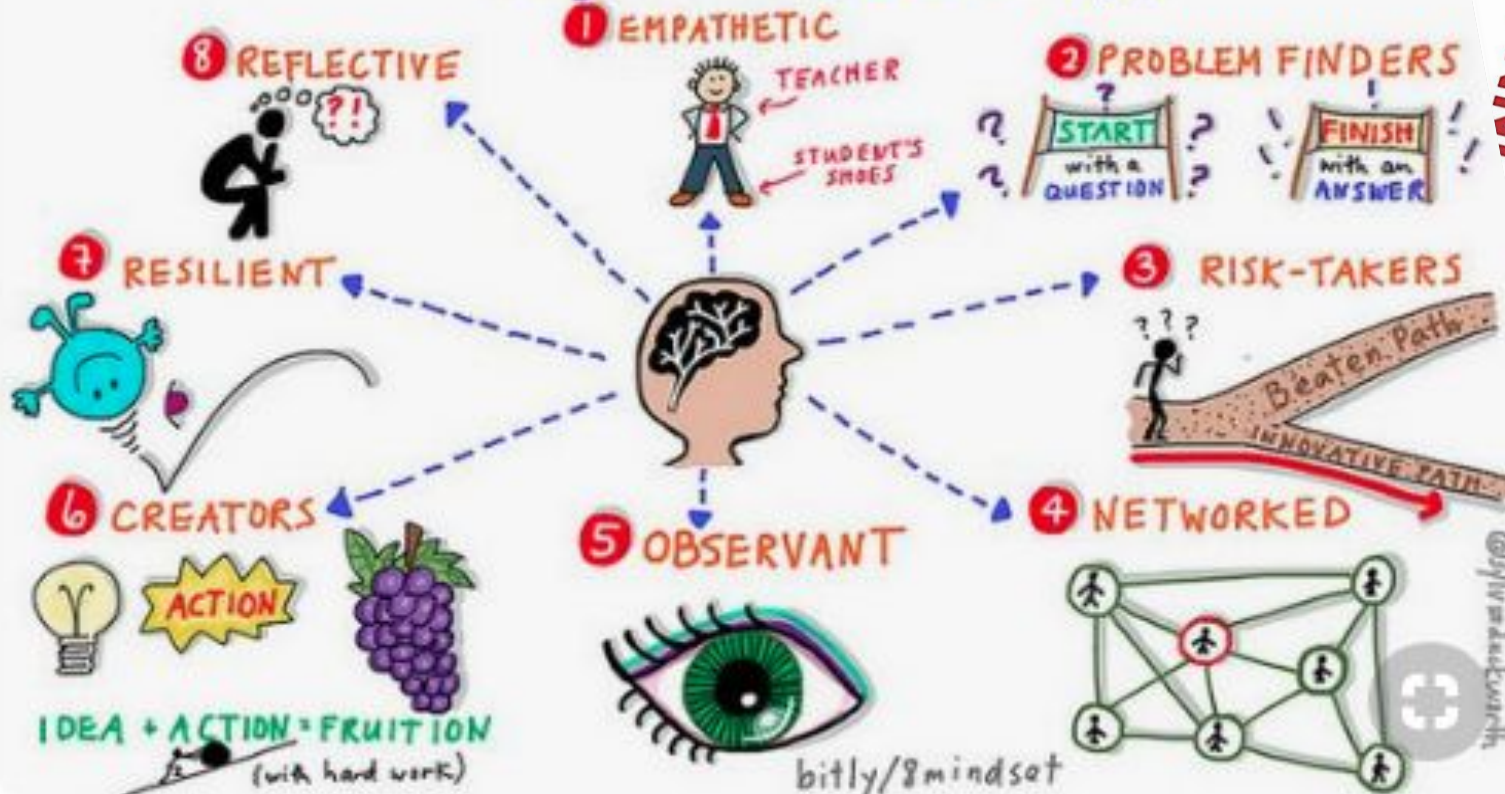 1 EMPATHETIC
TEACHER
STUDENT'S
SHOES
2 PROBLEM FINDERS
? ? ? ? ?
START
with a
QUESTION
! ! ! ! !
FINISH
with an
ANSWER
3 RISK-TAKERS
? ? ?
Beaten Path
INNOVATIVE PATH
4 NETWORKED
5 OBSERVANT
6 CREATORS
ACTION
IDEA + ACTION = FRUITION
(with hard work)
7 RESILIENT
8 REFLECTIVE
?!
bitly/8mindset